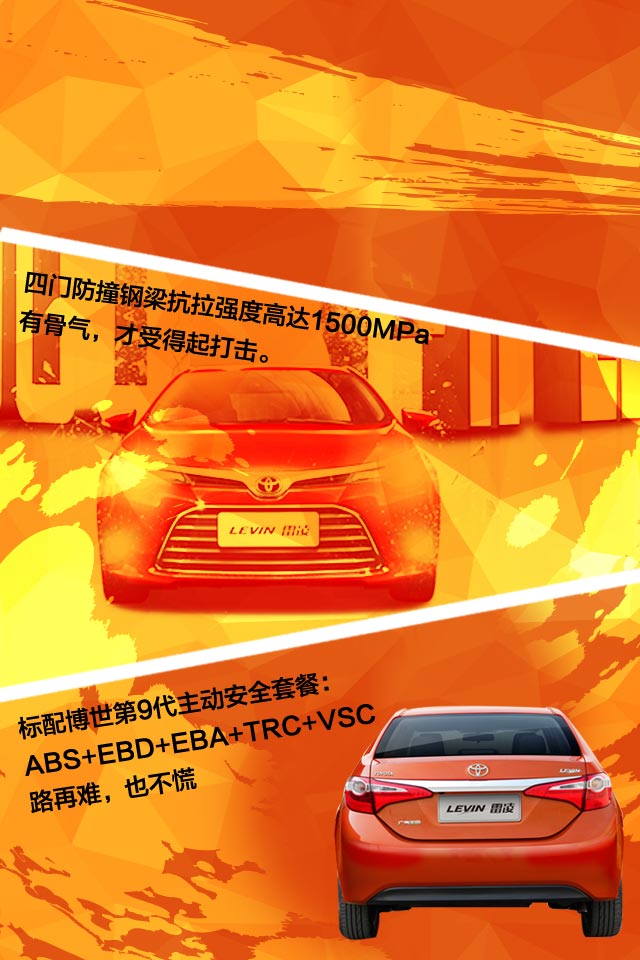 四门防撞钢梁抗拉强度高达1500MPa
有骨气，才受得起打击。
LEVIN 雷凌
标配博世第9代主动安全套餐：
ABS+EBD+EBA+TRC+VSC
路再难，也不慌
LEVIN
LEVIN 雷凌